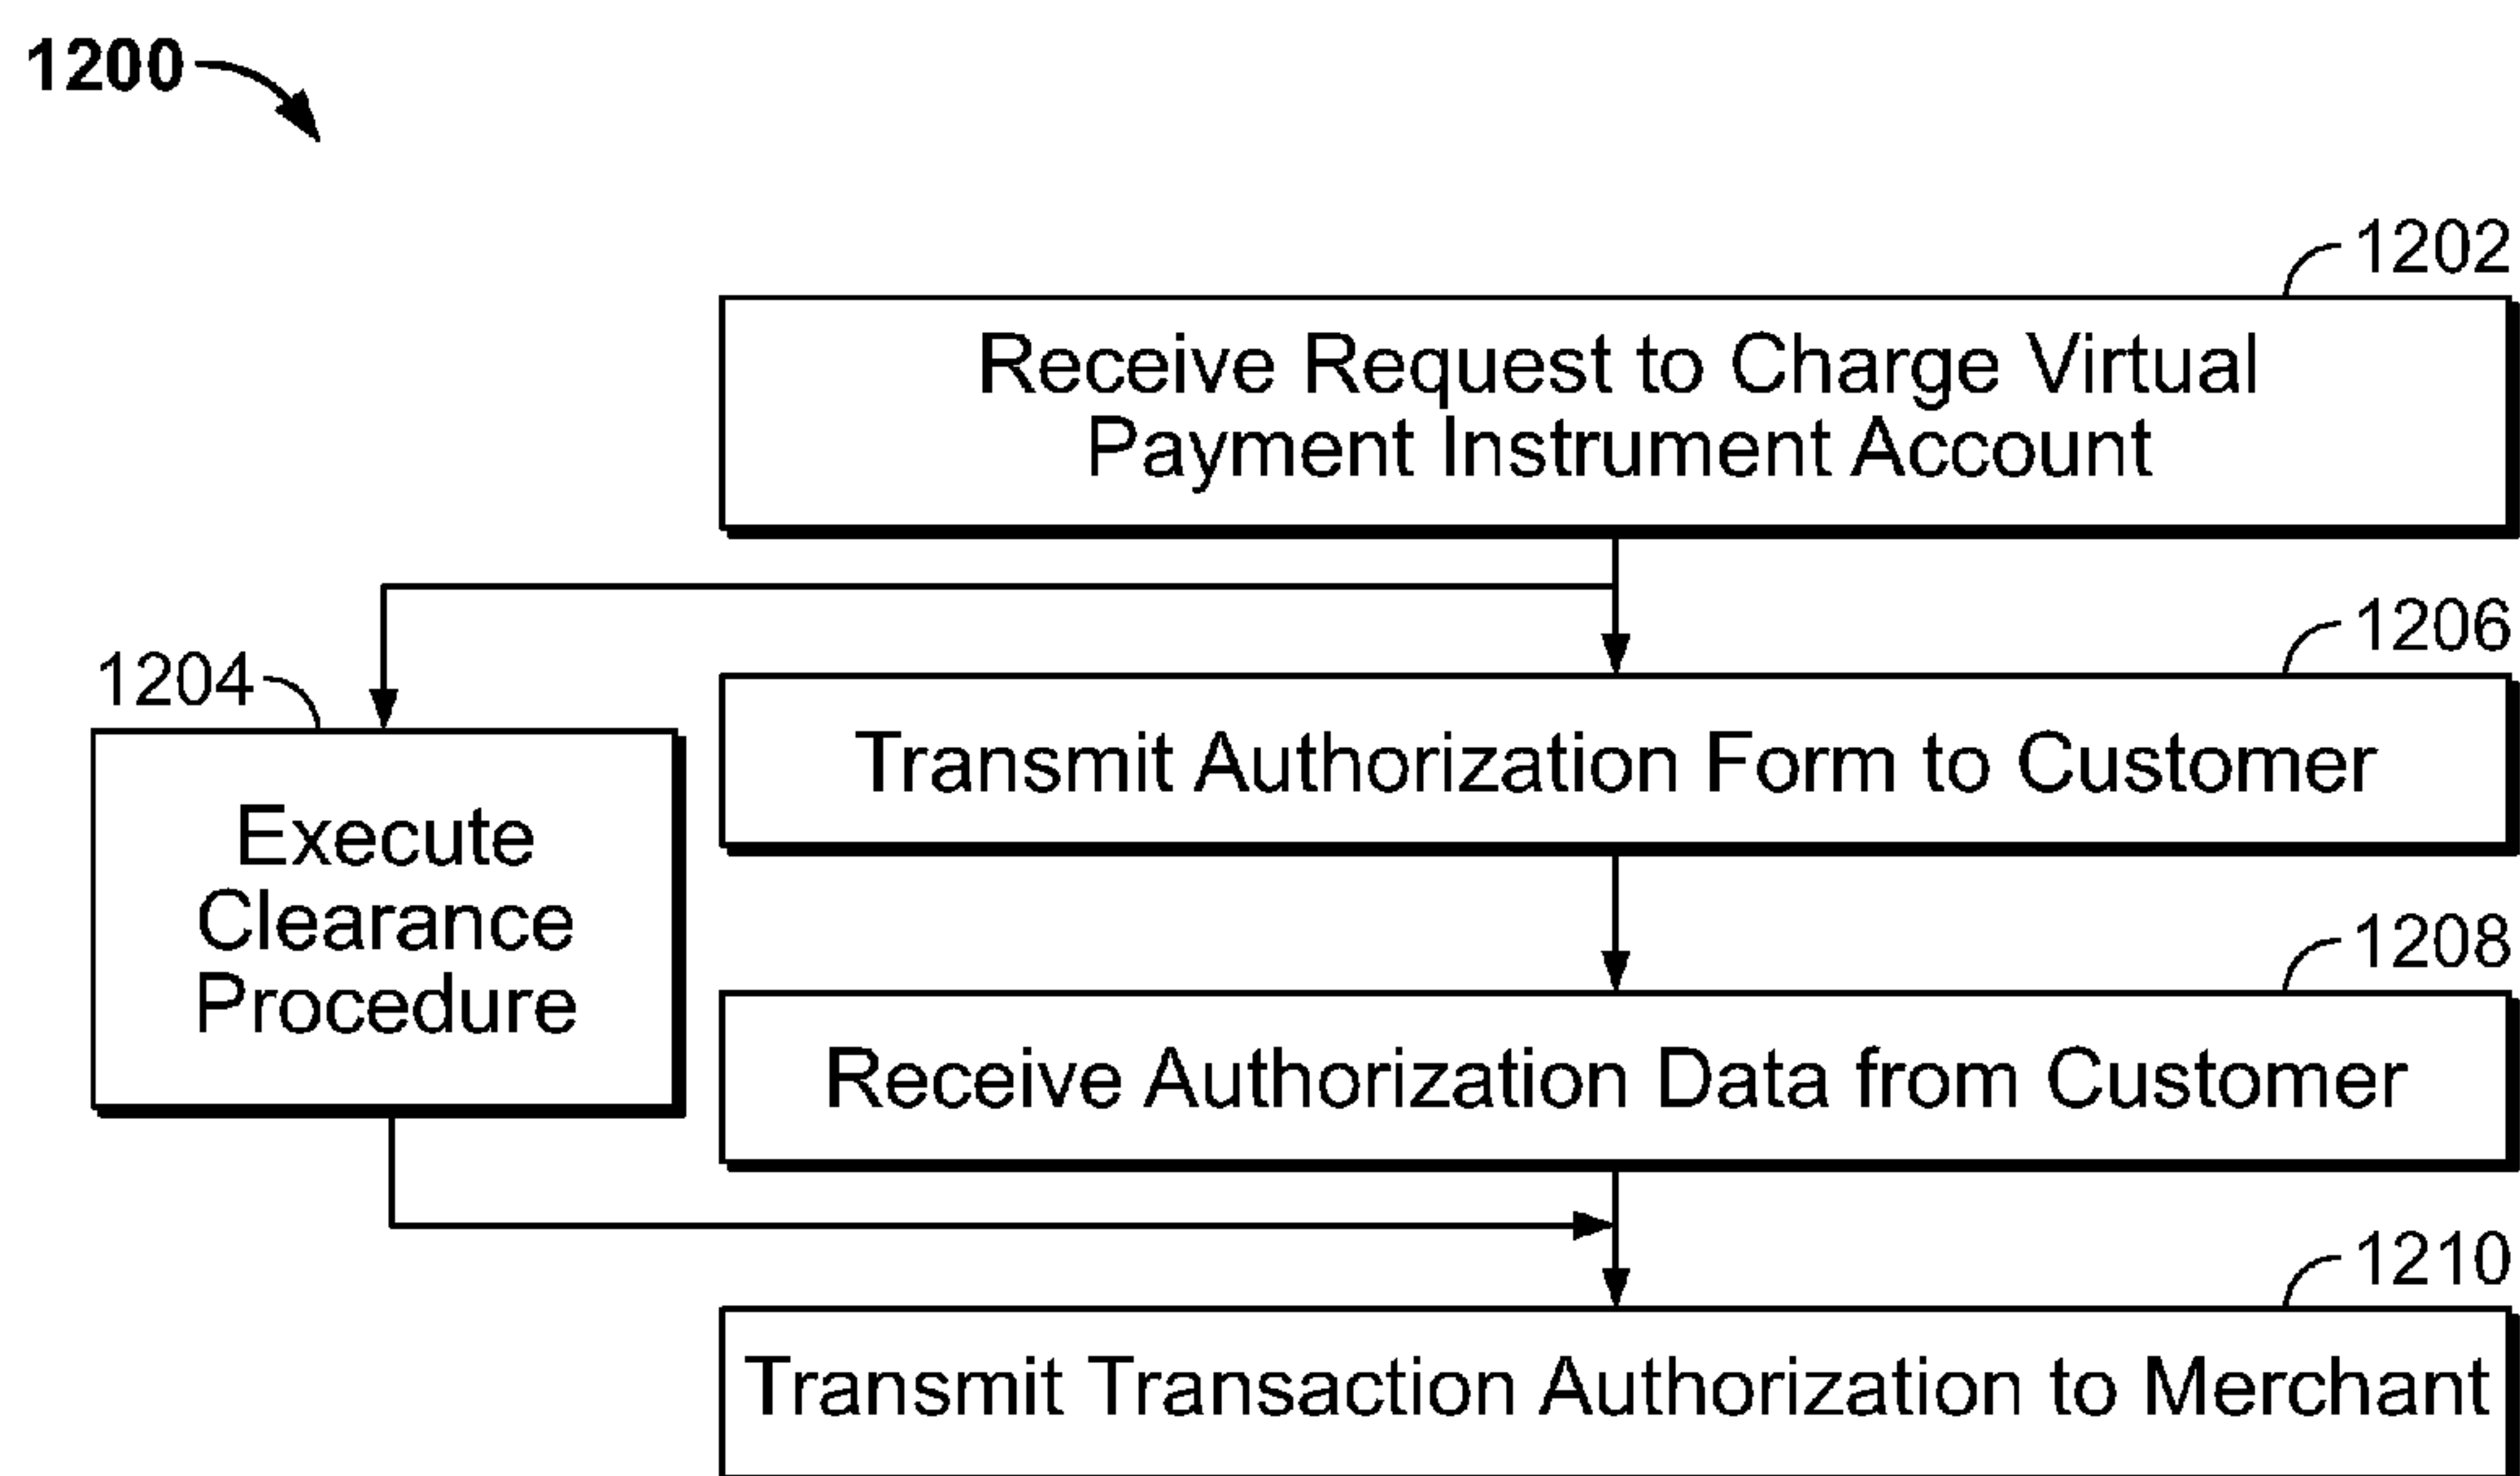 1200
1202
Receive Request to Charge Virtual
Payment Instrument Account
1204
Execute
Clearance
Procedure
1206
Transmit Authorization Form to Customer
1208
Receive Authorization Data from Customer
1210
Transmit Transaction Authorization to Merchant